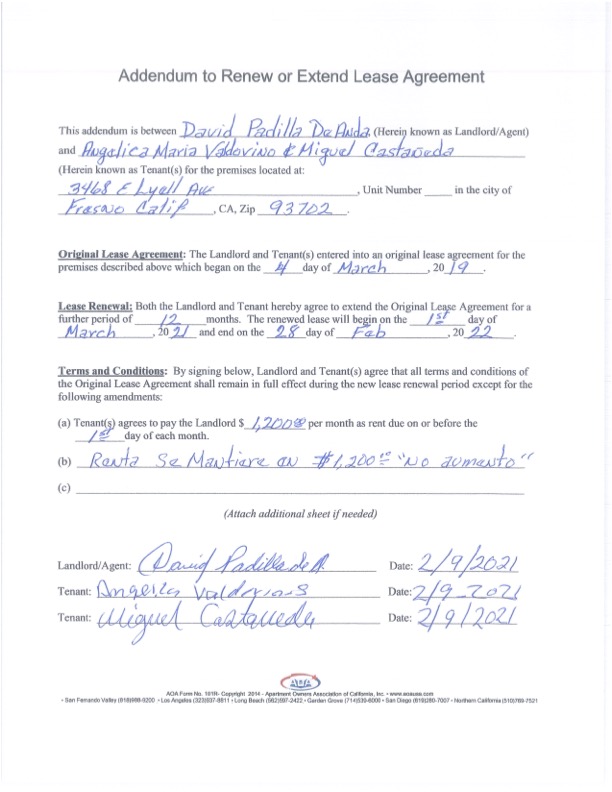 Addendum to Renew or Extend Lease Agreement
This addendum is between David Padilla De Anda, (Herein known as Landlord/Agent)
and Angelica Maria Valdovino & Miguel Castaneda
(Herein known as Tenant(s) for the premises located at:
3468 E Lyell Ave, Unit Number ____ in the city of
Fresno Calif, CA, Zip 93702.
Original Lease Agreement: The Landlord and Tenant(s) entered into an original lease agreement for the
premises described above which began on the 4 day of March, 2019.
Lease Renewal: Both the Landlord and Tenant hereby agree to extend the Original Lease Agreement for a
further period of 12 months. The renewed lease will begin on the 1st day of
March, 2021 and end on the 28 day of Feb, 2022.
Terms and Conditions: By signing below, Landlord and Tenant(s) agree that all terms and conditions of
the Original Lease Agreement shall remain in full effect during the new lease renewal period except for the
following amendments:
(a) Tenant(s) agrees to pay the Landlord $ 1,200.00 per month as rent due on or before the
1st day of each month.
(b) Renta Se Mantiene en $1,200.00 "No aumento"
(c)
(Attach additional sheet if needed)
Landlord/Agent: David Padilla de A. Date: 2/9/2021
Tenant: Angelica Valdovinos Date: 2/9 2021
Tenant: Miguel Castaneda Date: 2/9/2021
AOA Form No. 101R- Copyright 2014 - Apartment Owners Association of California, Inc. • www.aoausa.com
• San Fernando Valley (818)988-9200 • Los Angeles (323)937-8811 • Long Beach (562)597-2422 • Garden Grove (714)539-6000 • San Diego (619)280-7007 • Northern California (510)769-7521